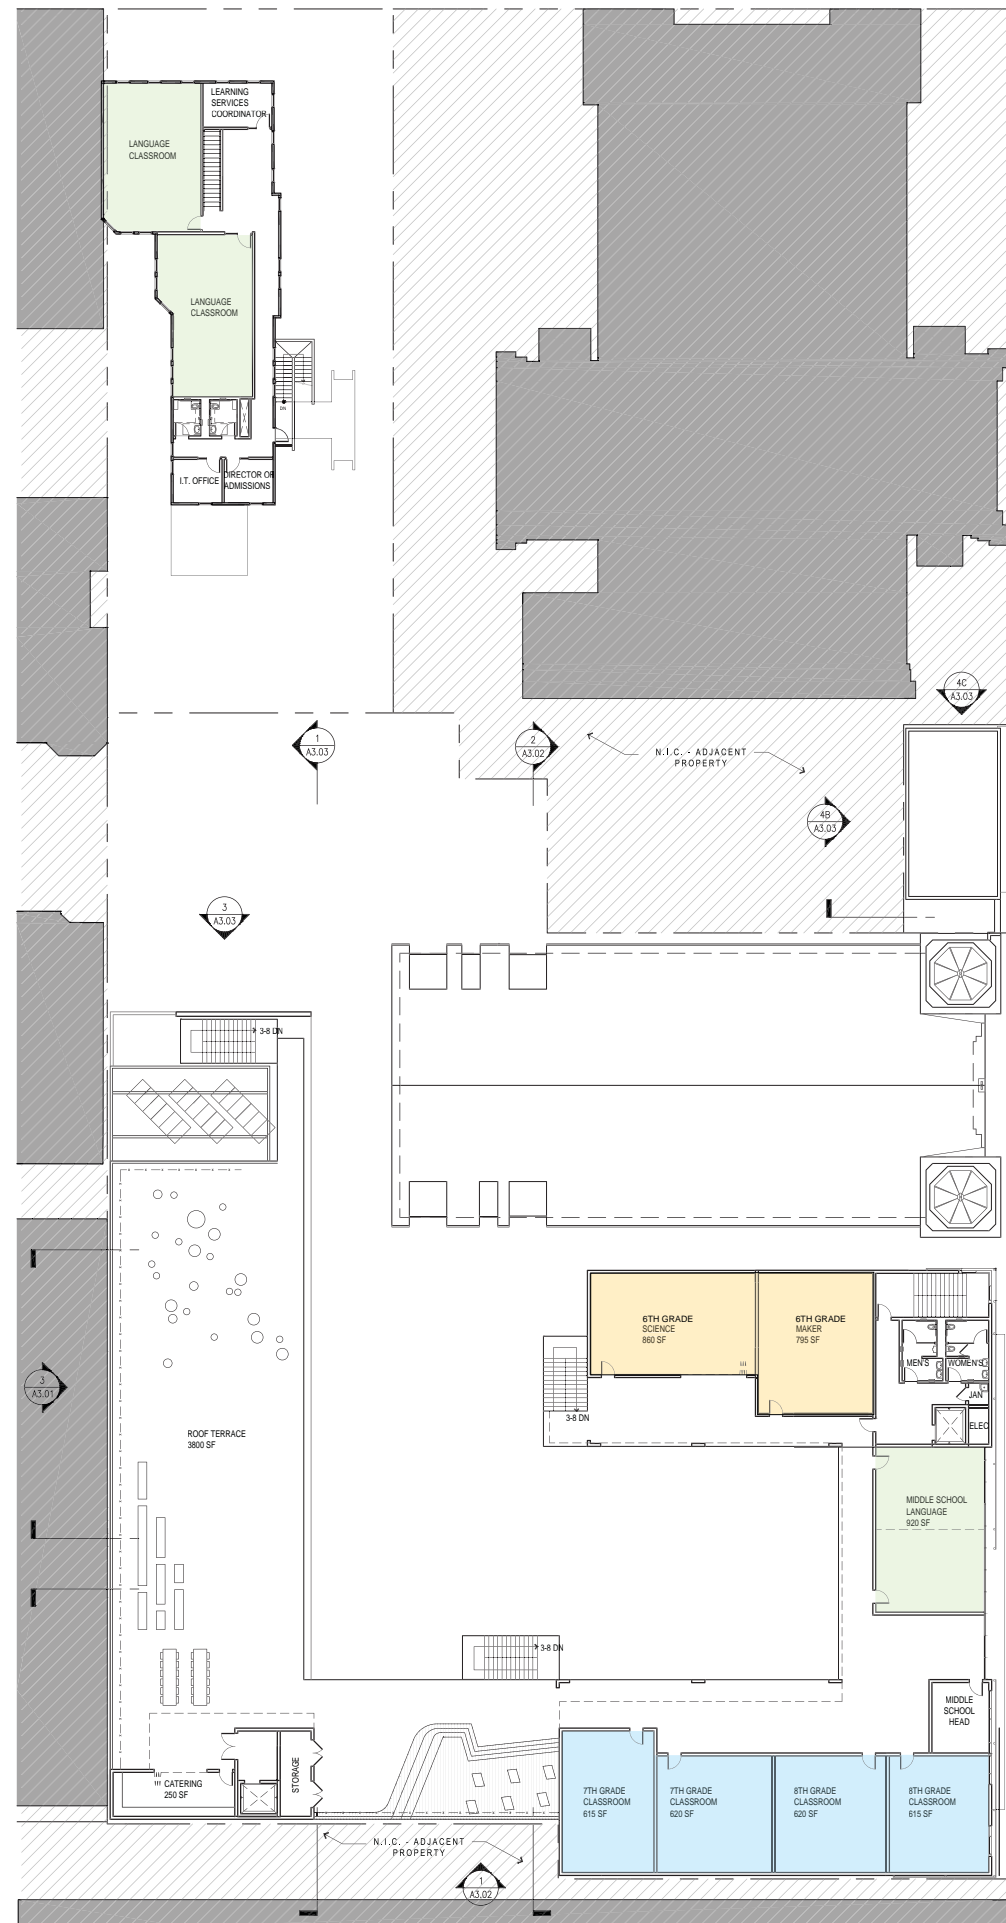 LEARNING
SERVICES
COORDINATOR
LANGUAGE
CLASSROOM
LANGUAGE
CLASSROOM
DN
I.T. OFFICE
DIRECTOR OF
ADMISSIONS
4C
A3.03
1
A3.03
2
A3.02
N.I.C. - ADJACENT
PROPERTY
4B
A3.03
3
A3.03
3-8 DN
6TH GRADE
SCIENCE
860 SF
6TH GRADE
MAKER
795 SF
MEN'S
WOMEN'S
JAN
ELEC
3
A3.01
3-8 DN
ROOF TERRACE
3800 SF
MIDDLE SCHOOL
LANGUAGE
920 SF
3-8 DN
MIDDLE
SCHOOL
HEAD
CATERING
250 SF
STORAGE
7TH GRADE
CLASSROOM
615 SF
7TH GRADE
CLASSROOM
620 SF
8TH GRADE
CLASSROOM
620 SF
8TH GRADE
CLASSROOM
615 SF
N.I.C. - ADJACENT
PROPERTY
1
A3.02